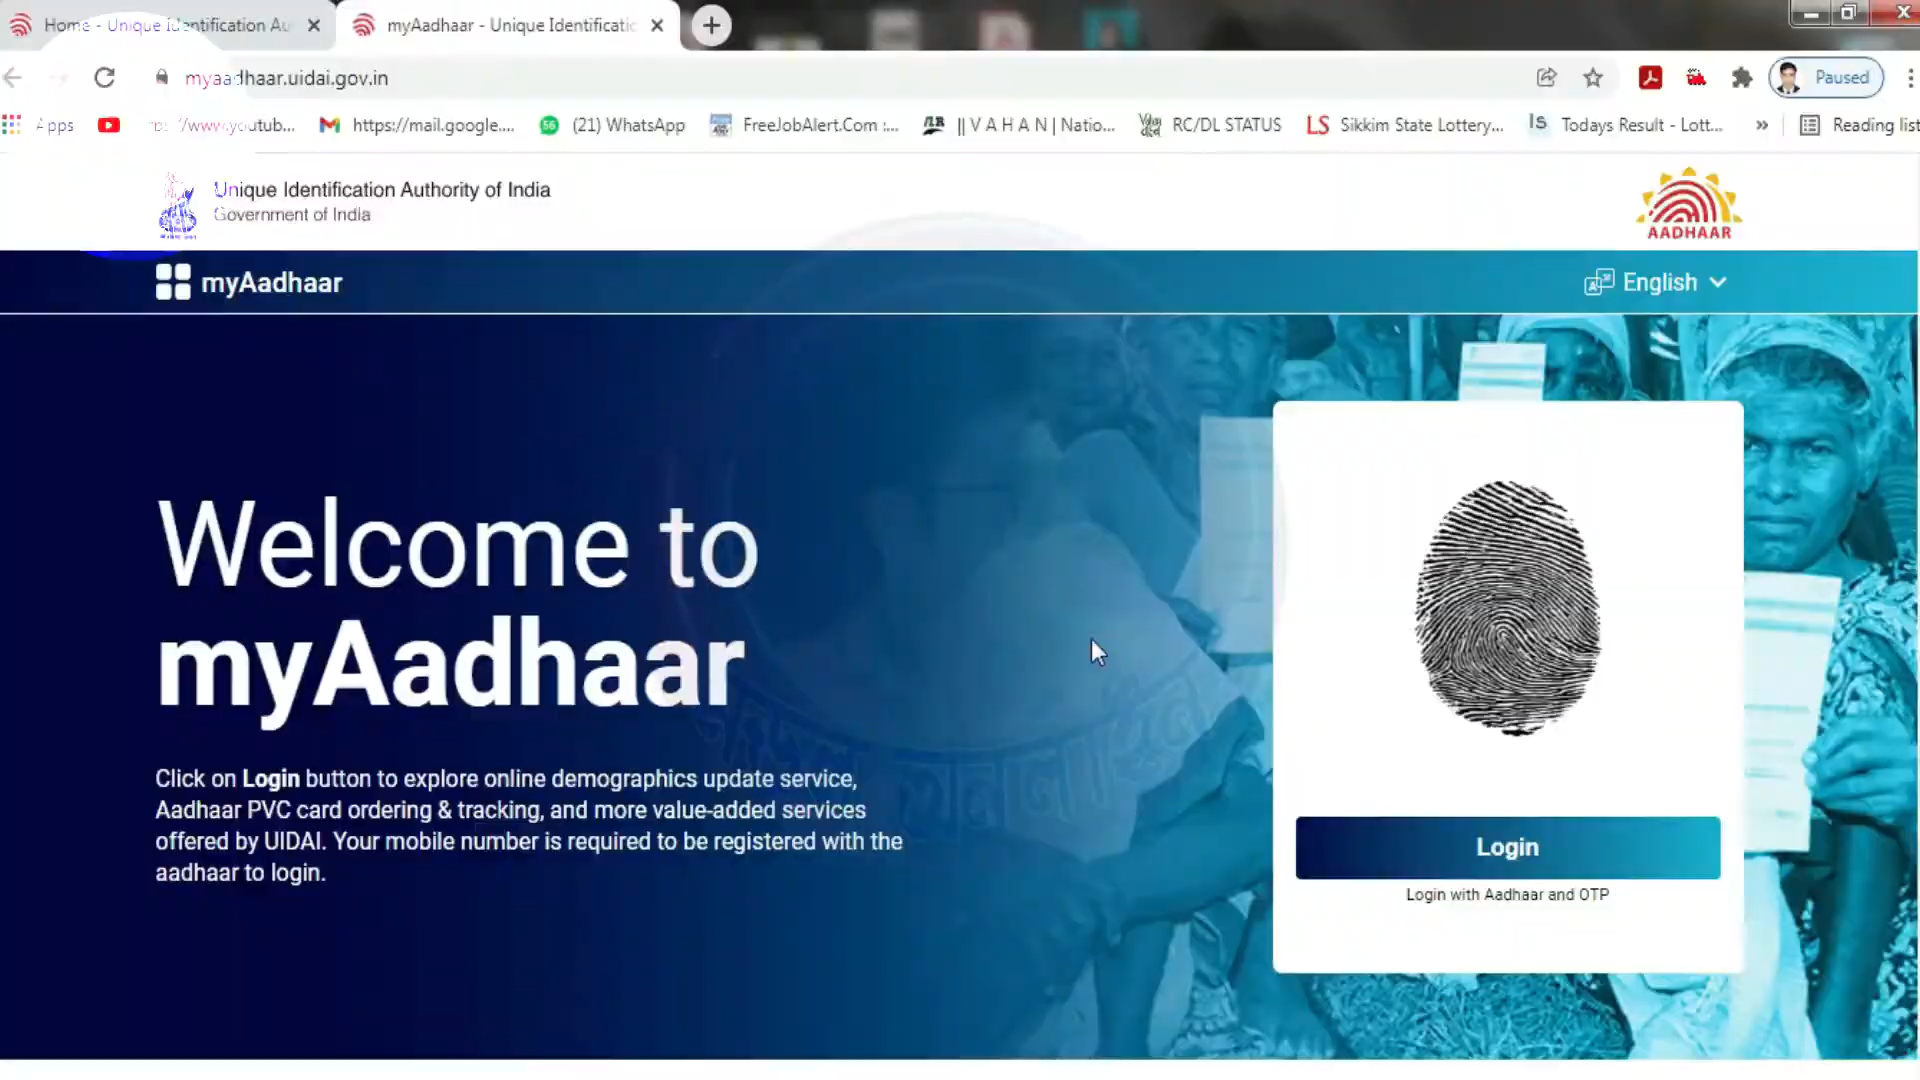 Home - Unique Identification Au
myAadhaar - Unique Identificatio
myaadhaar.uidai.gov.in
Paused
Apps
//www.youtub...
https://mail.google....
56
(21) WhatsApp
FreeJobAlert.Com :...
|| V A H A N | Natio...
RC/DL STATUS
LS Sikkim State Lottery...
Todays Result - Lott...
»
Reading list
Unique Identification Authority of India
Government of India
AADHAAR
myAadhaar
English
Welcome to
myAadhaar
Click on Login button to explore online demographics update service,
Aadhaar PVC card ordering & tracking, and more value-added services
offered by UIDAI. Your mobile number is required to be registered with the
aadhaar to login.
Login
Login with Aadhaar and OTP